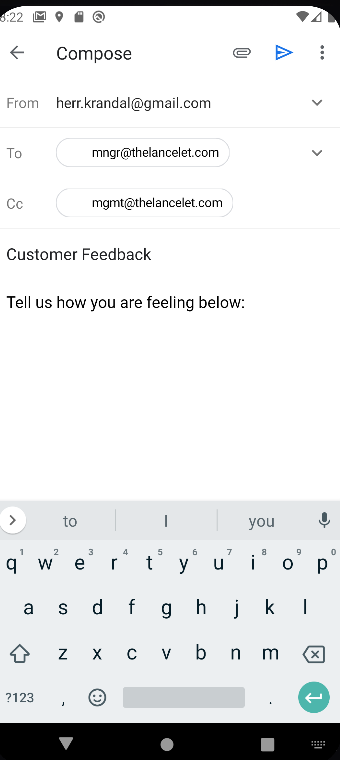 8:22
Compose
From herr.krandal@gmail.com
To mngr@thelancelet.com
Cc mgmt@thelancelet.com
Customer Feedback
Tell us how you are feeling below:
to I you
q1 w2 e3 r4 t5 y6 u7 i8 o9 p0
a s d f g h j k l
z x c v b n m
?123 , .